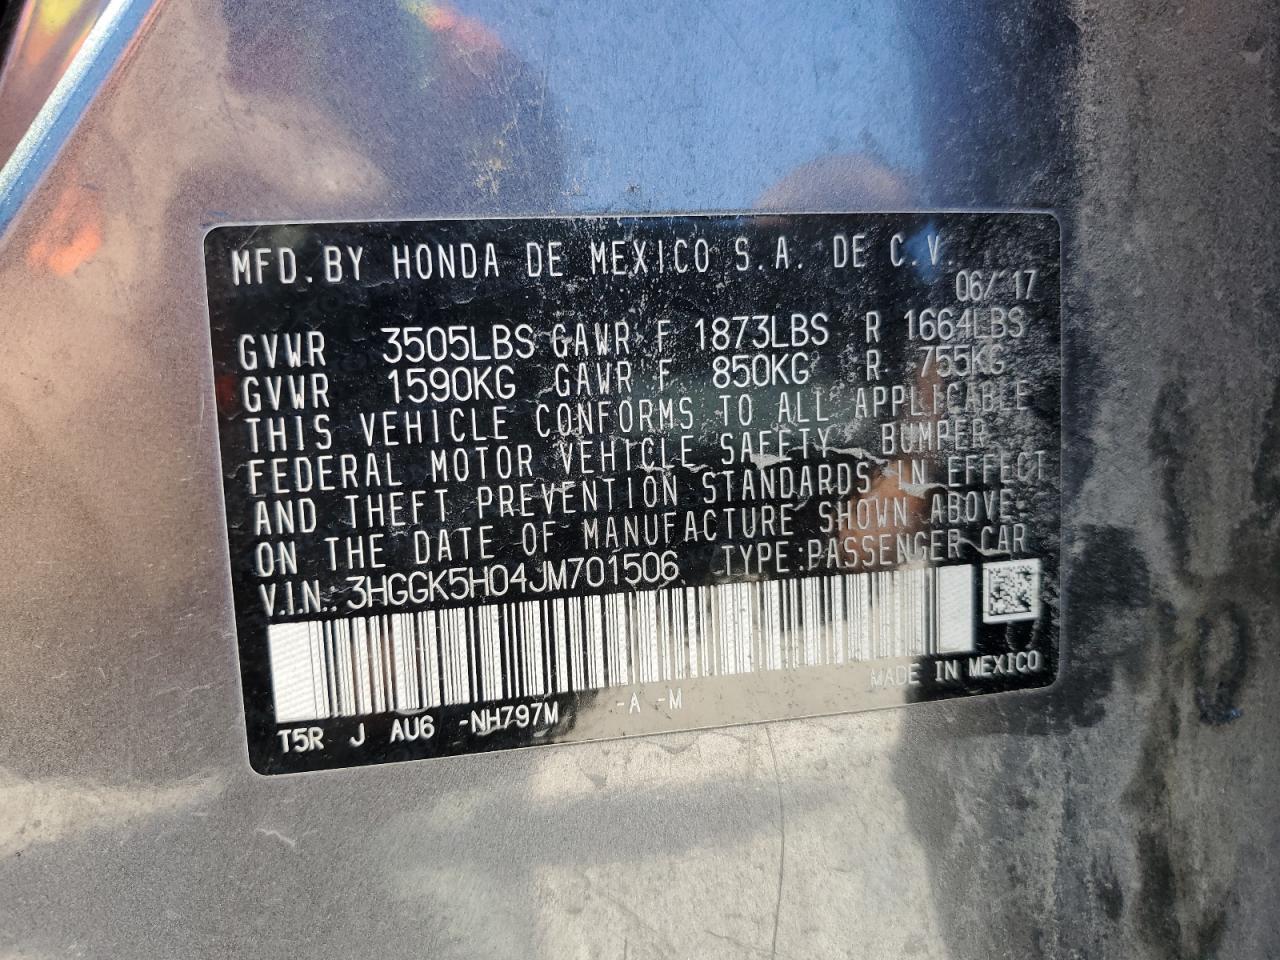 MFD. BY HONDA DE MEXICO S.A. DE C.V.
06/ 17
GVWR 3505LBS GAWR F 1873LBS R 1664LBS
GVWR 1590KG GAWR F 850KG R 755KG
THIS VEHICLE CONFORMS TO ALL APPLICABLE
FEDERAL MOTOR VEHICLE SAFETY, BUMPER,
AND THEFT PREVENTION STANDARDS IN EFFECT
ON THE DATE OF MANUFACTURE SHOWN ABOVE.
V.I.N.: 3HGGK5H04JM701506 TYPE:PASSENGER CAR
MADE IN MEXICO
T5R J AU6 -NH797M -A -M